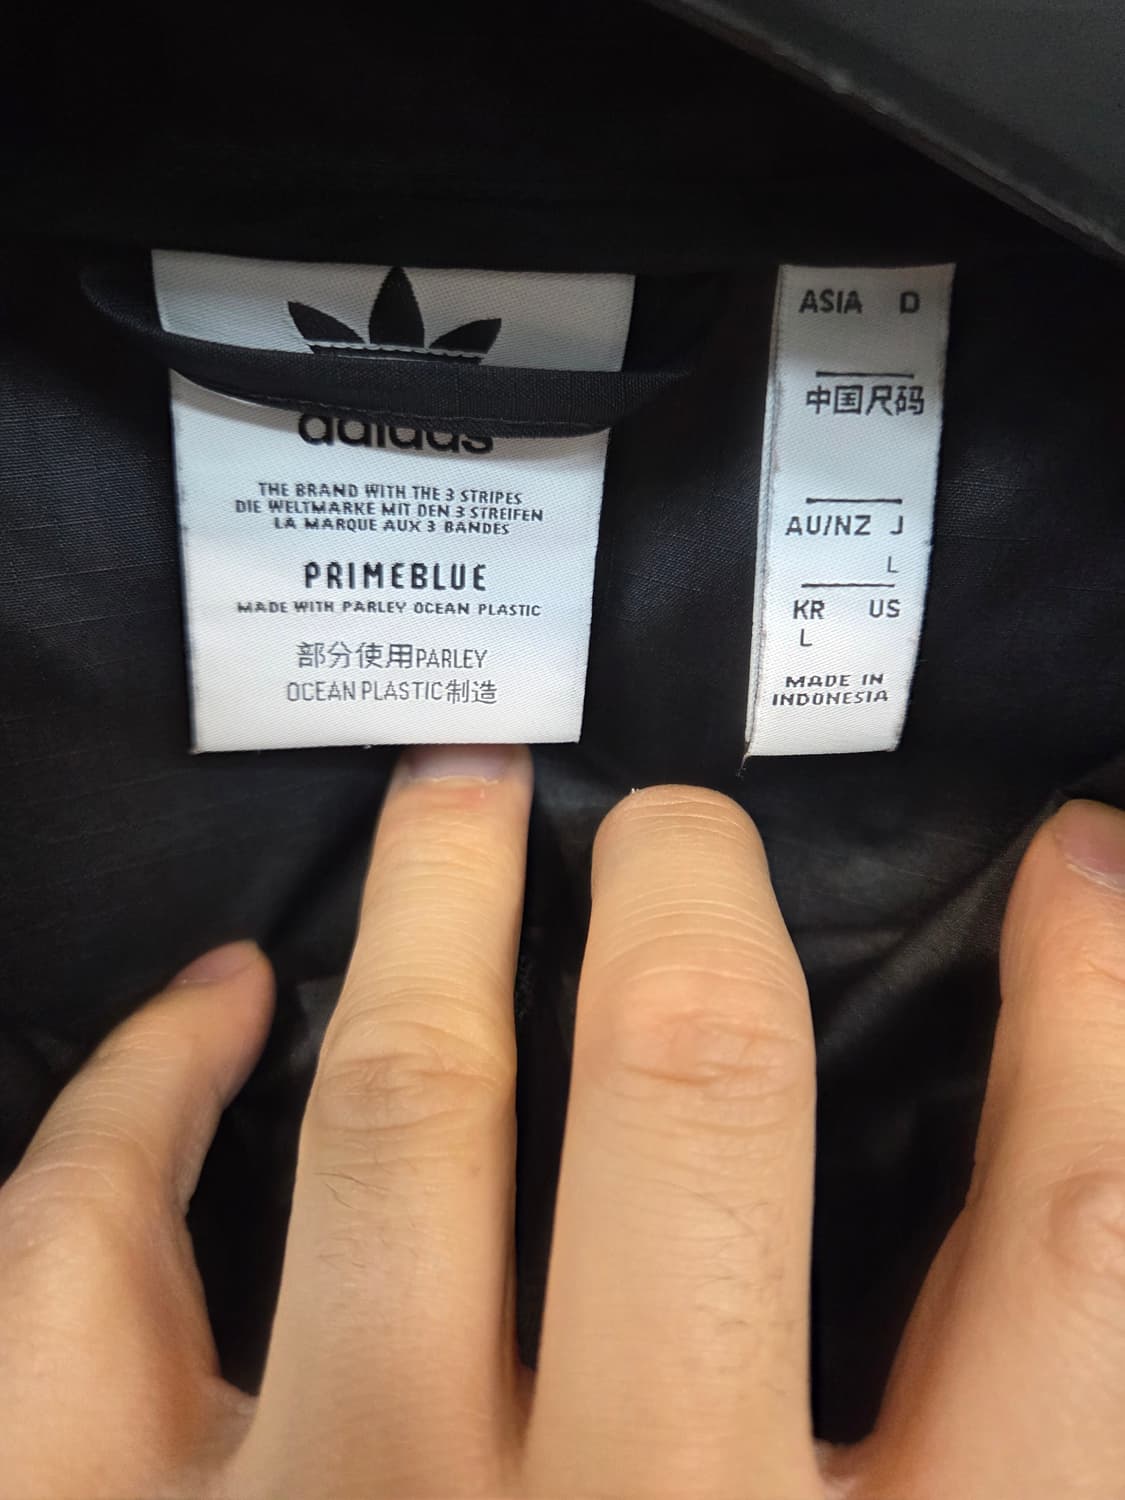 adidas
THE BRAND WITH THE 3 STRIPES
DIE WELTMARKE MIT DEN 3 STREIFEN
LA MARQUE AUX 3 BANDES
PRIMEBLUE
MADE WITH PARLEY OCEAN PLASTIC
部分使用PARLEY
OCEAN PLASTIC制造
ASIA D
中国尺码
AU/NZ J
L
KR US
L
MADE IN
INDONESIA